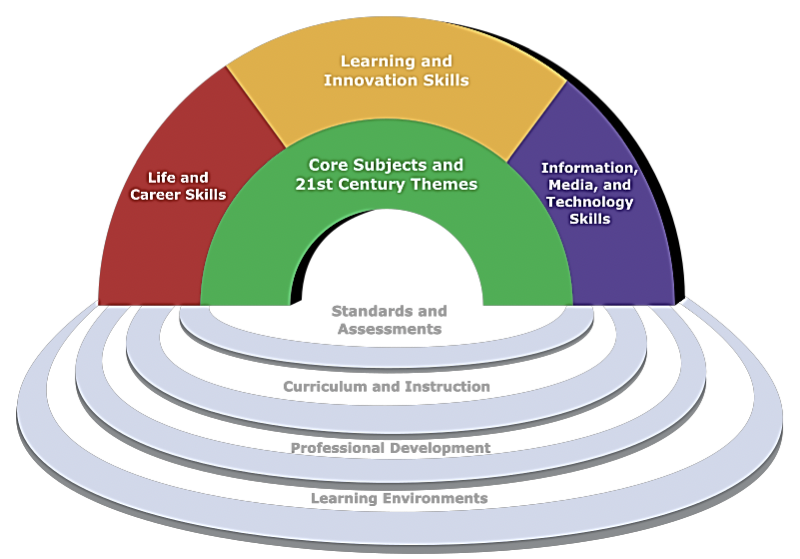 Learning and
Innovation Skills
Life and
Career Skills
Core Subjects and
21st Century Themes
Information,
Media, and
Technology
Skills
Standards and
Assessments
Curriculum and Instruction
Professional Development
Learning Environments